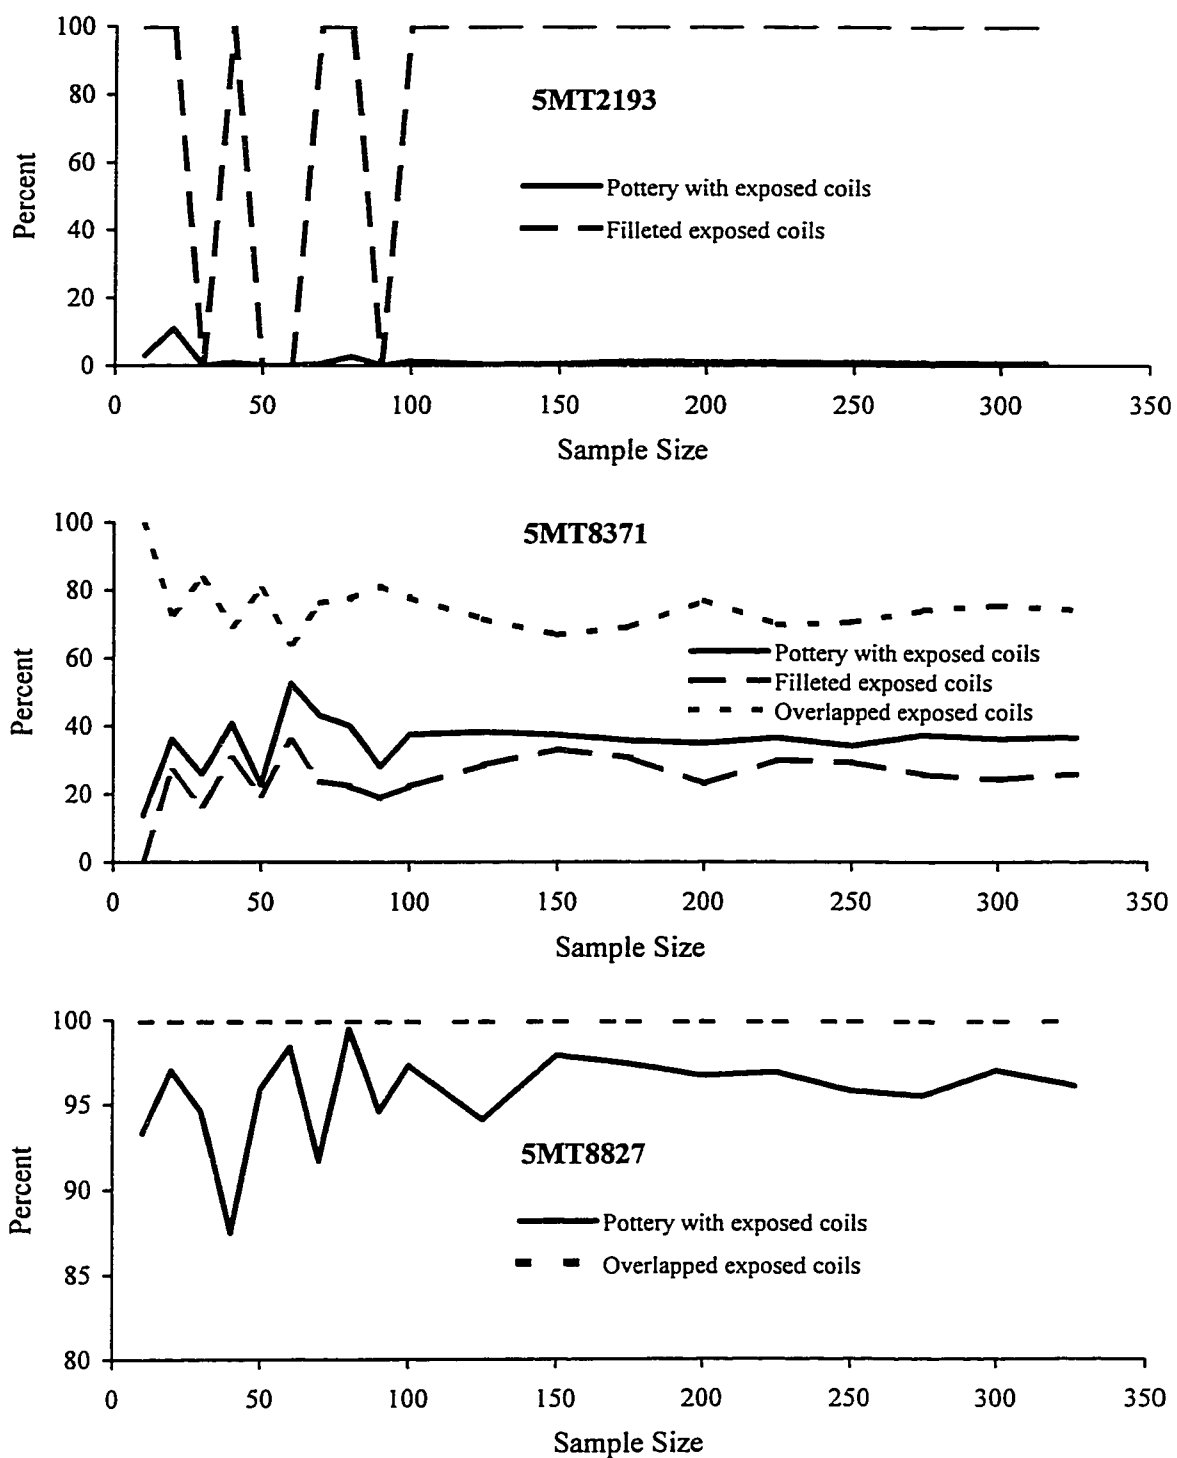 100
80
60
40
20
0
Percent
5MT2193
Pottery with exposed coils
Filleted exposed coils
0 50 100 150 200 250 300 350
Sample Size
100
80
60
40
20
0
Percent
5MT8371
Pottery with exposed coils
Filleted exposed coils
Overlapped exposed coils
0 50 100 150 200 250 300 350
Sample Size
100
95
90
85
80
Percent
5MT8827
Pottery with exposed coils
Overlapped exposed coils
0 50 100 150 200 250 300 350
Sample Size